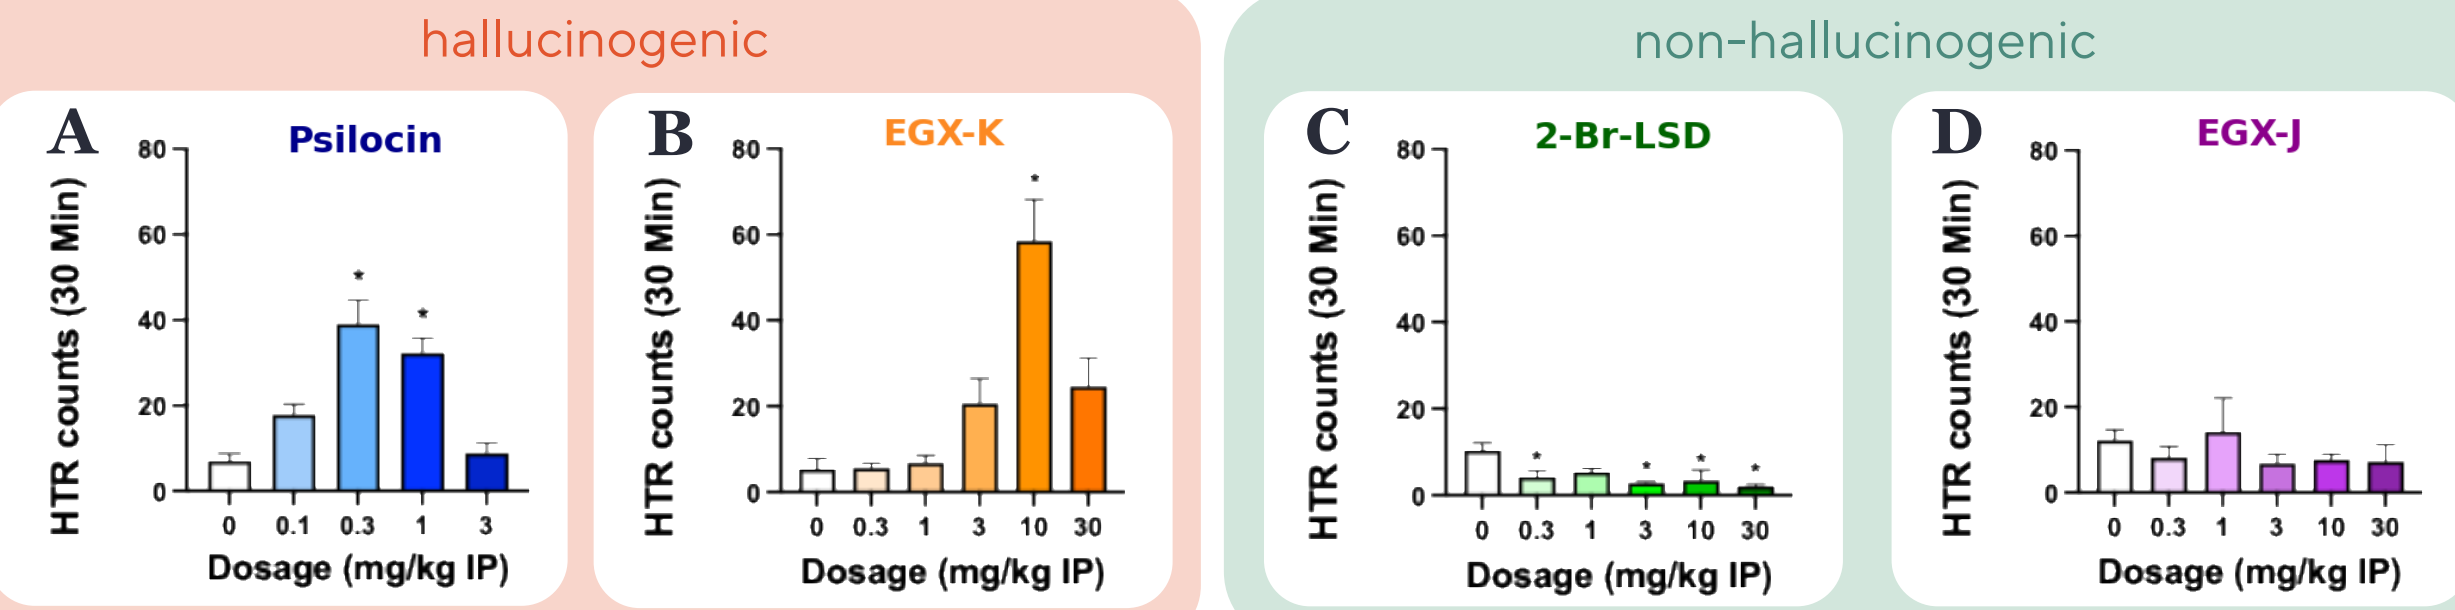 hallucinogenic
non-hallucinogenic
A
Psilocin
HTR counts (30 Min)
80
60
40
20
0
*
*
0 0.1 0.3 1 3
Dosage (mg/kg IP)
B
EGX-K
HTR counts (30 Min)
80
60
40
20
0
*
0 0.3 1 3 10 30
Dosage (mg/kg IP)
C
2-Br-LSD
HTR counts (30 Min)
80
60
40
20
0
* * * *
0 0.3 1 3 10 30
Dosage (mg/kg IP)
D
EGX-J
HTR counts (30 Min)
80
60
40
20
0
0 0.3 1 3 10 30
Dosage (mg/kg IP)